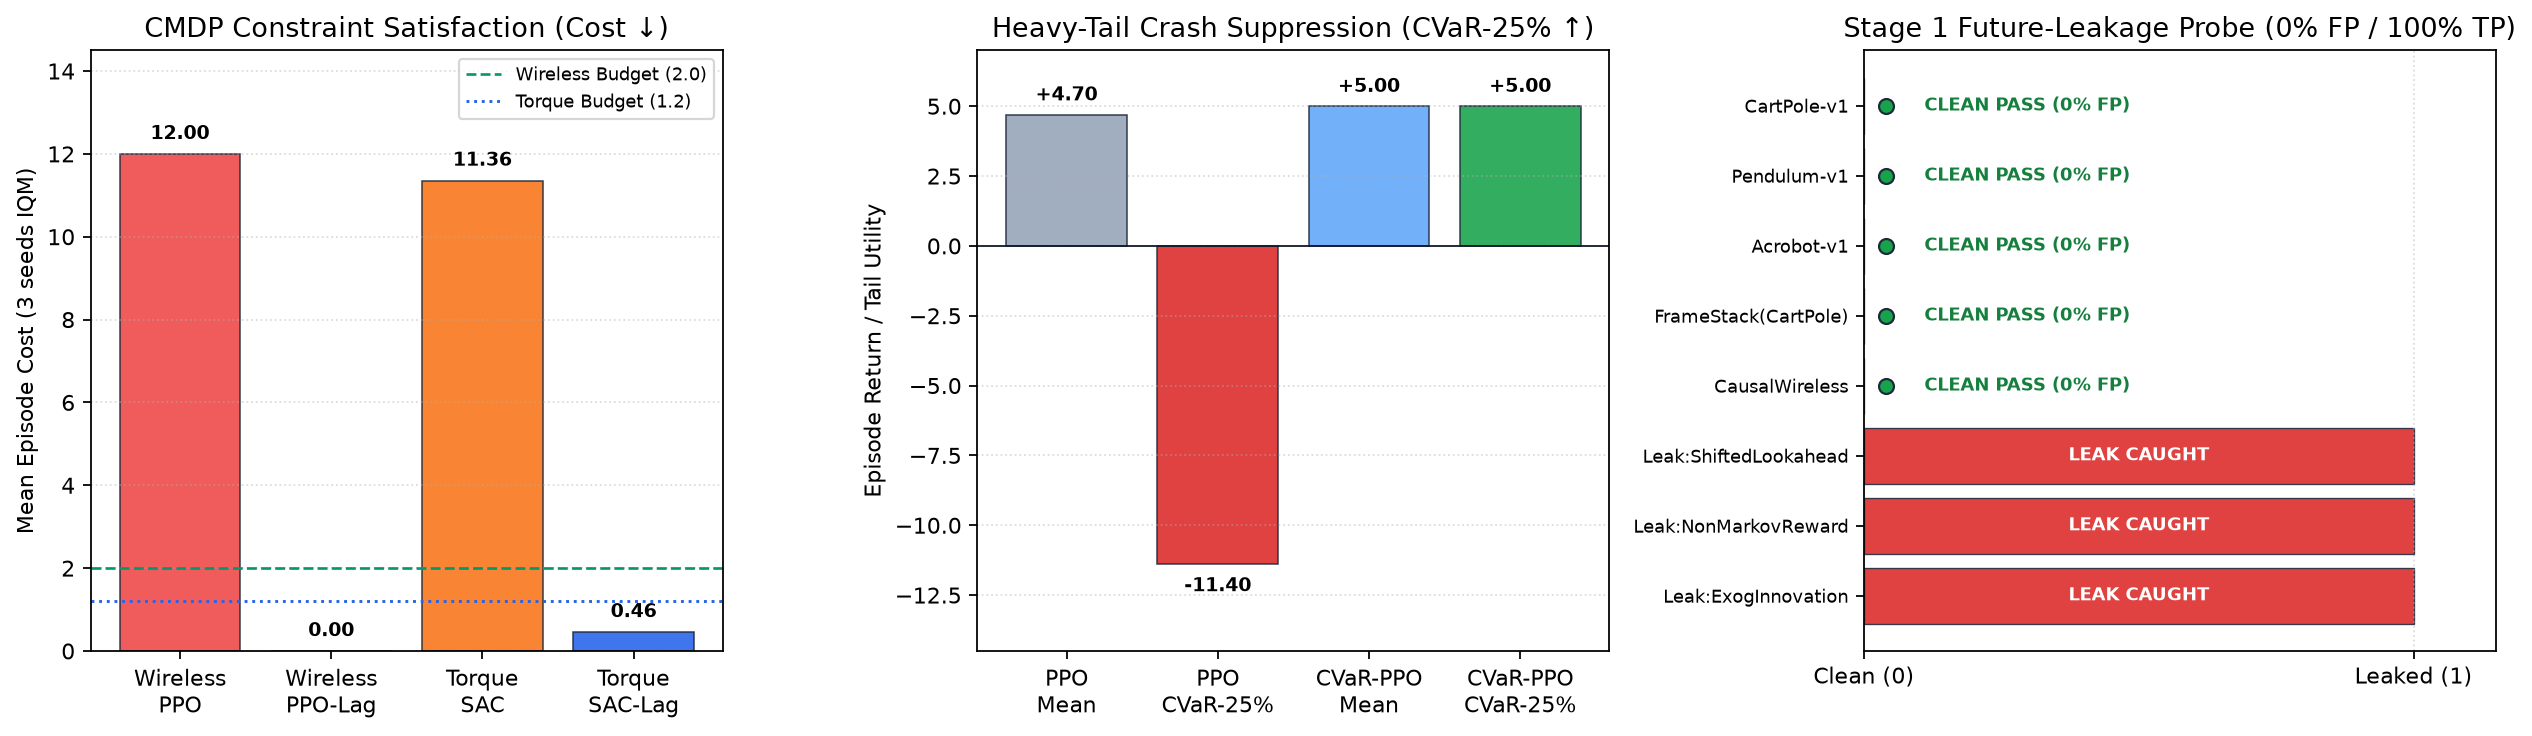 CMDP Constraint Satisfaction (Cost ↓)
Mean Episode Cost (3 seeds IQM)
14
12
10
8
6
4
2
0
Wireless Budget (2.0)
Torque Budget (1.2)
12.00
0.00
11.36
0.46
Wireless
PPO
Wireless
PPO-Lag
Torque
SAC
Torque
SAC-Lag
Heavy-Tail Crash Suppression (CVaR-25% ↑)
Episode Return / Tail Utility
5.0
2.5
0.0
−2.5
−5.0
−7.5
−10.0
−12.5
+4.70
-11.40
+5.00
+5.00
PPO
Mean
PPO
CVaR-25%
CVaR-PPO
Mean
CVaR-PPO
CVaR-25%
Stage 1 Future-Leakage Probe (0% FP / 100% TP)
CartPole-v1
CLEAN PASS (0% FP)
Pendulum-v1
CLEAN PASS (0% FP)
Acrobot-v1
CLEAN PASS (0% FP)
FrameStack(CartPole)
CLEAN PASS (0% FP)
CausalWireless
CLEAN PASS (0% FP)
Leak:ShiftedLookahead
LEAK CAUGHT
Leak:NonMarkovReward
LEAK CAUGHT
Leak:ExogInnovation
LEAK CAUGHT
Clean (0)
Leaked (1)